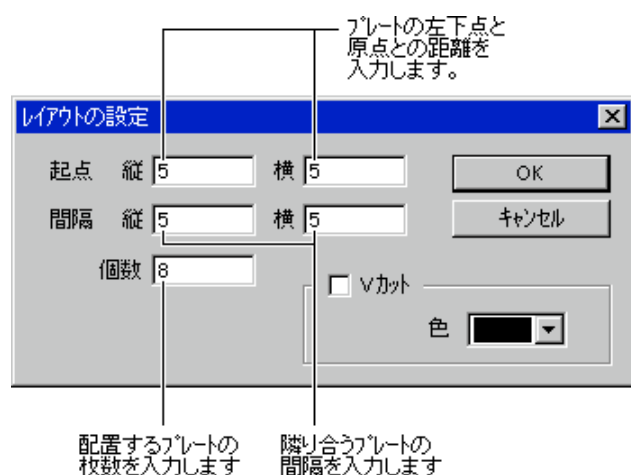 ﾌﾟﾚｰﾄの左下点と
原点との距離を
入力します。
ﾚｲｱｳﾄの設定
起点 縦 5 横 5 OK
間隔 縦 5 横 5 ｷｬﾝｾﾙ
個数 8
Vｶｯﾄ
色
配置するﾌﾟﾚｰﾄの
枚数を入力します
隣り合うﾌﾟﾚｰﾄの
間隔を入力します